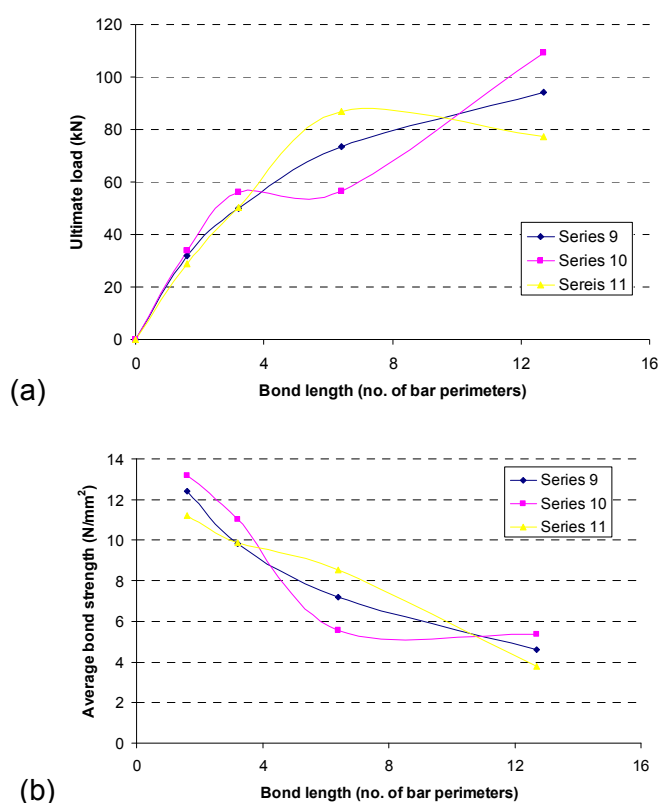 120
100
80
60
40
20
0
Ultimate load (kN)
Series 9
Series 10
Sereis 11
0 4 8 12 16
Bond length (no. of bar perimeters)
(a)
14
12
10
8
6
4
2
0
Average bond strength (N/mm²)
Series 9
Series 10
Series 11
0 4 8 12 16
Bond length (no. of bar perimeters)
(b)